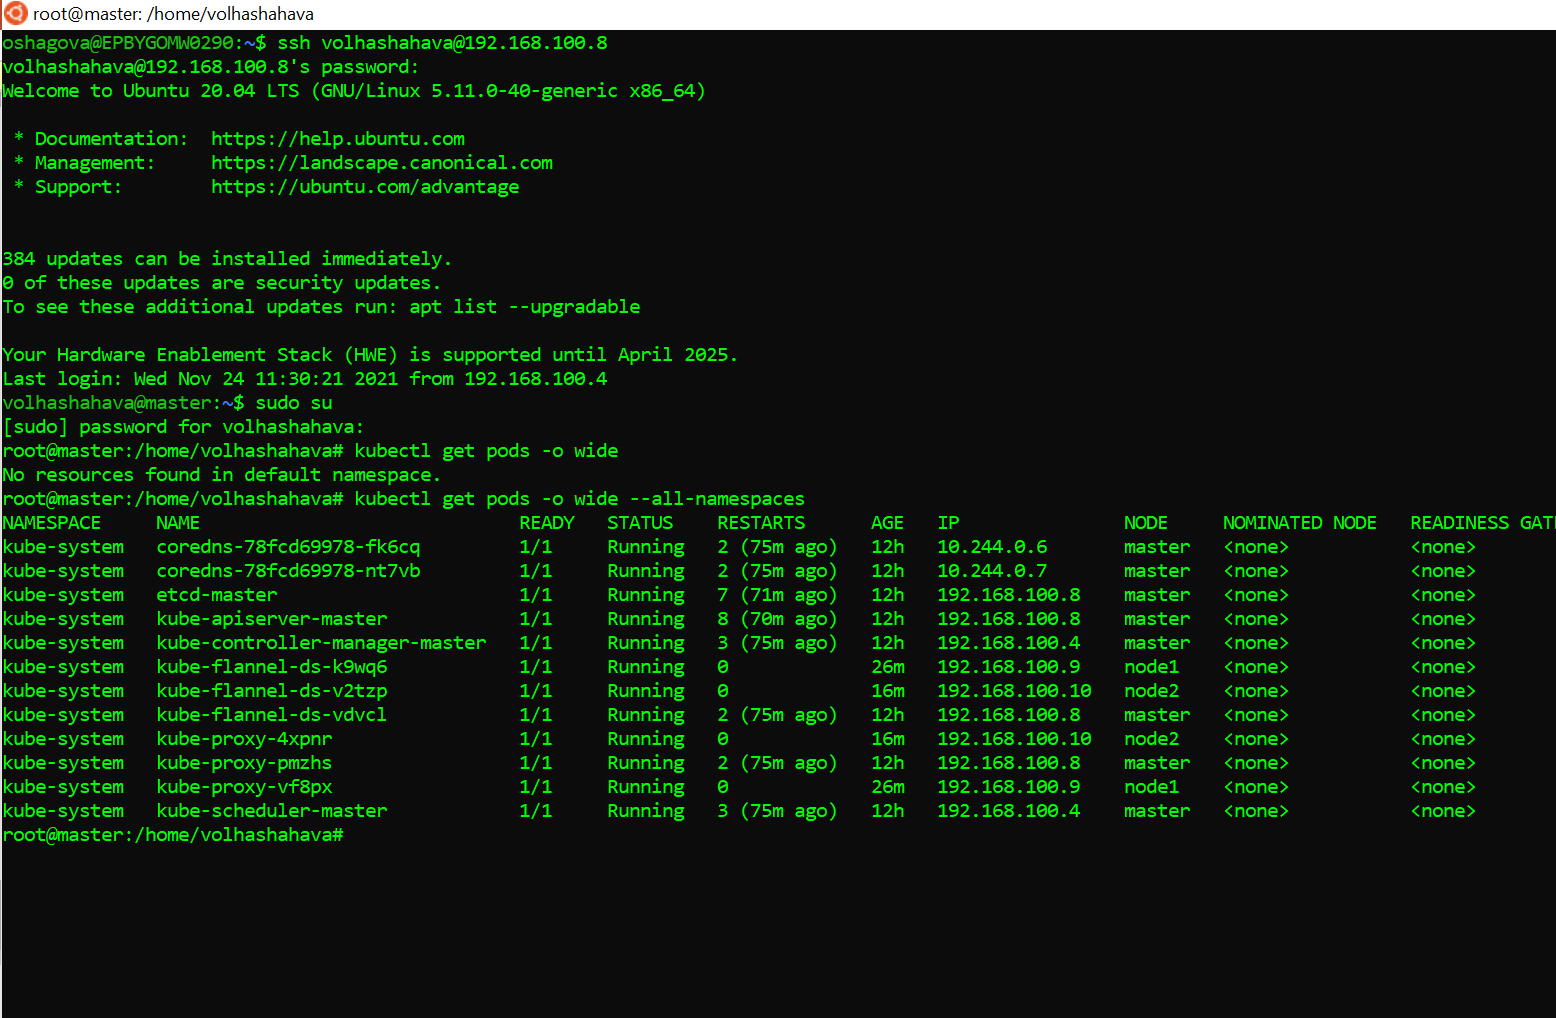 root@master: /home/volhashahava
oshagova@EPBYGOMW0290:~$ ssh volhashahava@192.168.100.8
volhashahava@192.168.100.8's password:
Welcome to Ubuntu 20.04 LTS (GNU/Linux 5.11.0-40-generic x86_64)
* Documentation:  https://help.ubuntu.com
* Management:     https://landscape.canonical.com
* Support:        https://ubuntu.com/advantage
384 updates can be installed immediately.
0 of these updates are security updates.
To see these additional updates run: apt list --upgradable
Your Hardware Enablement Stack (HWE) is supported until April 2025.
Last login: Wed Nov 24 11:30:21 2021 from 192.168.100.4
volhashahava@master:~$ sudo su
[sudo] password for volhashahava:
root@master:/home/volhashahava# kubectl get pods -o wide
No resources found in default namespace.
root@master:/home/volhashahava# kubectl get pods -o wide --all-namespaces
NAMESPACE     NAME                             READY   STATUS    RESTARTS      AGE   IP               NODE     NOMINATED NODE   READINESS GAT
kube-system   coredns-78fcd69978-fk6cq         1/1     Running   2 (75m ago)   12h   10.244.0.6       master   <none>           <none>
kube-system   coredns-78fcd69978-nt7vb         1/1     Running   2 (75m ago)   12h   10.244.0.7       master   <none>           <none>
kube-system   etcd-master                      1/1     Running   7 (71m ago)   12h   192.168.100.8    master   <none>           <none>
kube-system   kube-apiserver-master            1/1     Running   8 (70m ago)   12h   192.168.100.8    master   <none>           <none>
kube-system   kube-controller-manager-master   1/1     Running   3 (75m ago)   12h   192.168.100.4    master   <none>           <none>
kube-system   kube-flannel-ds-k9wq6            1/1     Running   0             26m   192.168.100.9    node1    <none>           <none>
kube-system   kube-flannel-ds-v2tzp            1/1     Running   0             16m   192.168.100.10   node2    <none>           <none>
kube-system   kube-flannel-ds-vdvcl            1/1     Running   2 (75m ago)   12h   192.168.100.8    master   <none>           <none>
kube-system   kube-proxy-4xpnr                 1/1     Running   0             16m   192.168.100.10   node2    <none>           <none>
kube-system   kube-proxy-pmzhs                 1/1     Running   2 (75m ago)   12h   192.168.100.8    master   <none>           <none>
kube-system   kube-proxy-vf8px                 1/1     Running   0             26m   192.168.100.9    node1    <none>           <none>
kube-system   kube-scheduler-master            1/1     Running   3 (75m ago)   12h   192.168.100.4    master   <none>           <none>
root@master:/home/volhashahava#